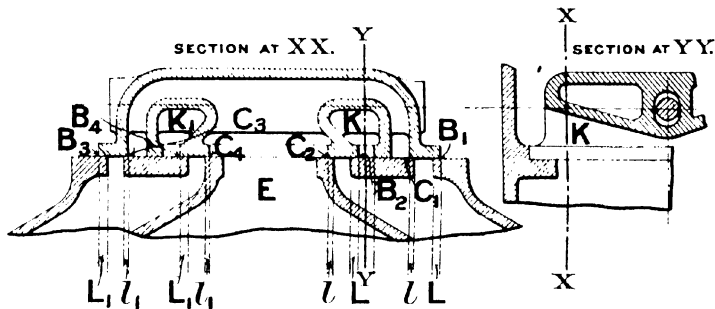 SECTION AT XX.
Y
X
SECTION AT YY.
B4
K1
C3
K
B3
C4
C2
B1
K
E
B2
C1
Y
X
L1 l1 L1 l1 l L l L